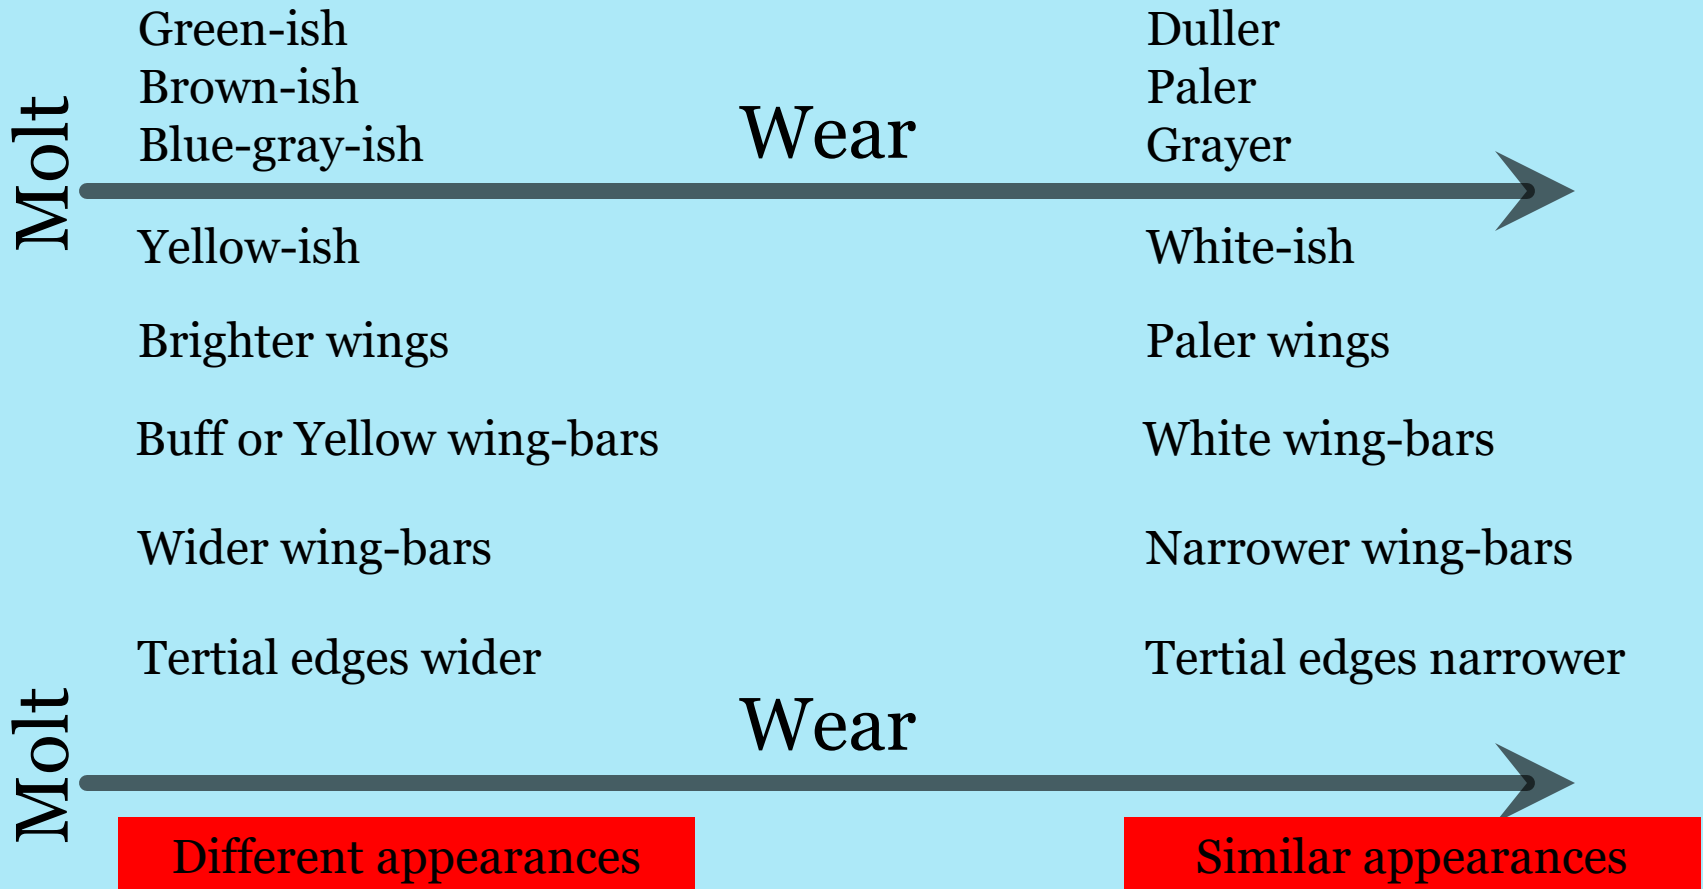 Green-ish
Duller
Brown-ish
Paler
Blue-gray-ish
Grayer
Molt
Wear
Yellow-ish
White-ish
Brighter wings
Paler wings
Buff or Yellow wing-bars
White wing-bars
Wider wing-bars
Narrower wing-bars
Tertial edges wider
Tertial edges narrower
Molt
Wear
Different appearances
Similar appearances